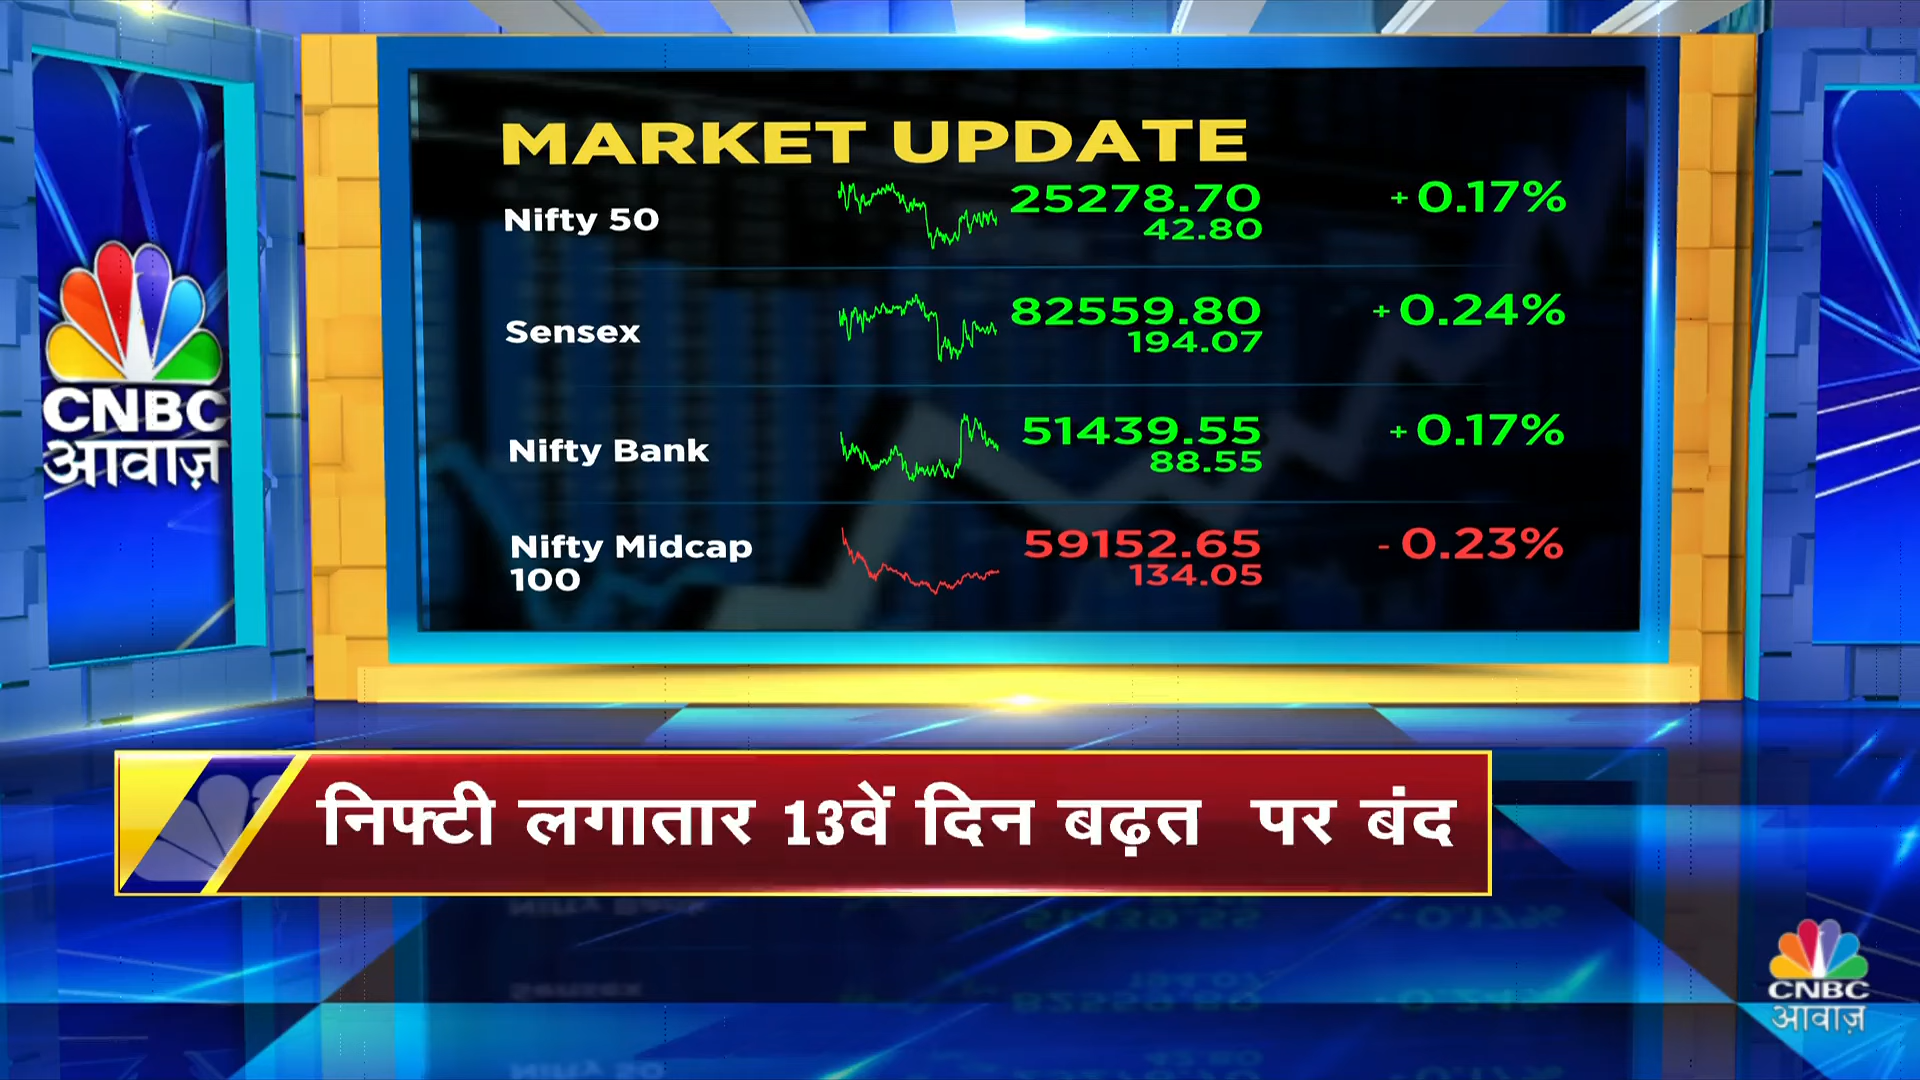 MARKET UPDATE
Nifty 50
25278.70
+0.17%
42.80
Sensex
82559.80
+0.24%
194.07
Nifty Bank
51439.55
+0.17%
88.55
Nifty Midcap
100
59152.65
-0.23%
134.05
CNBC
आवाज़
निफ्टी लगातार 13वें दिन बढ़त पर बंद
CNBC
आवाज़